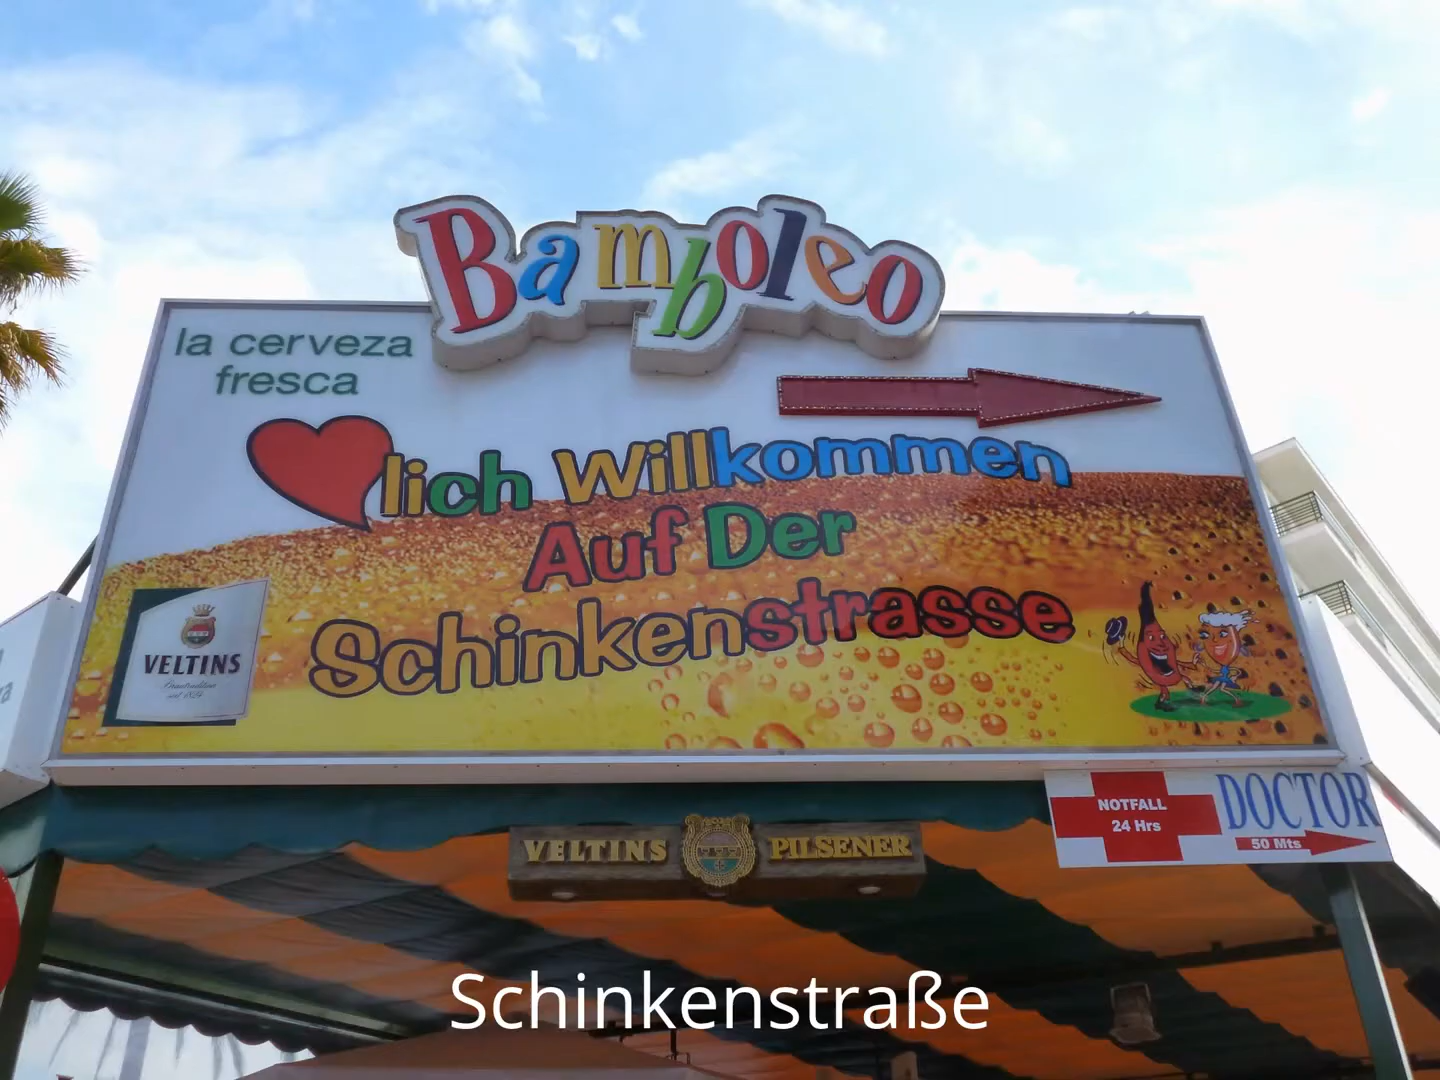 Bamboleo
la cerveza
fresca
lich Willkommen
Auf Der
Schinkenstrasse
VELTINS
NOTFALL
24 Hrs
DOCTOR
50 Mts
VELTINS PILSENER
Schinkenstraße